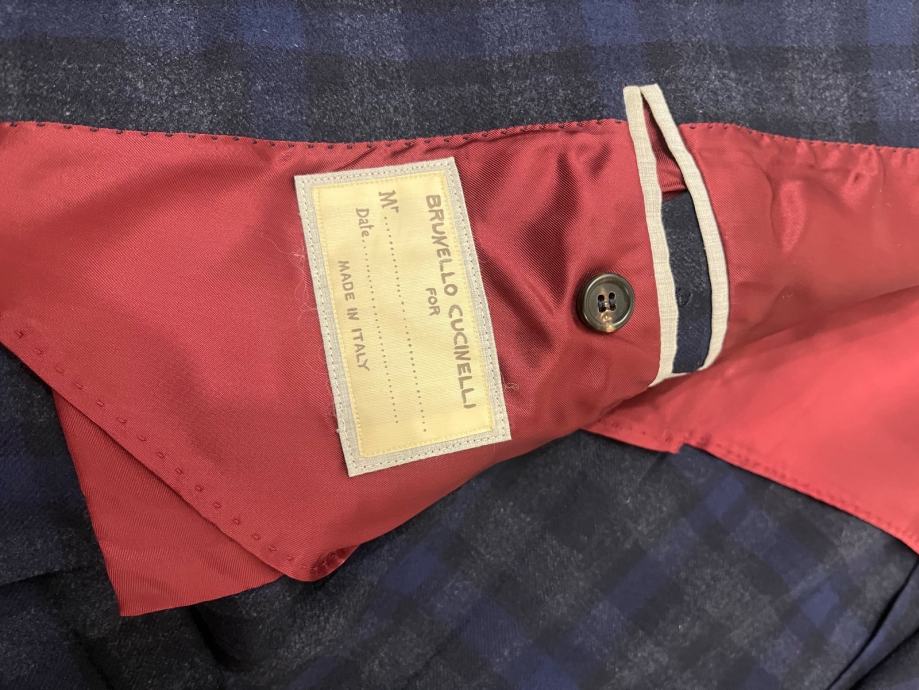 BRUNELLO CUCINELLI
FOR
Mr ..............................
Date..............................
MADE IN ITALY